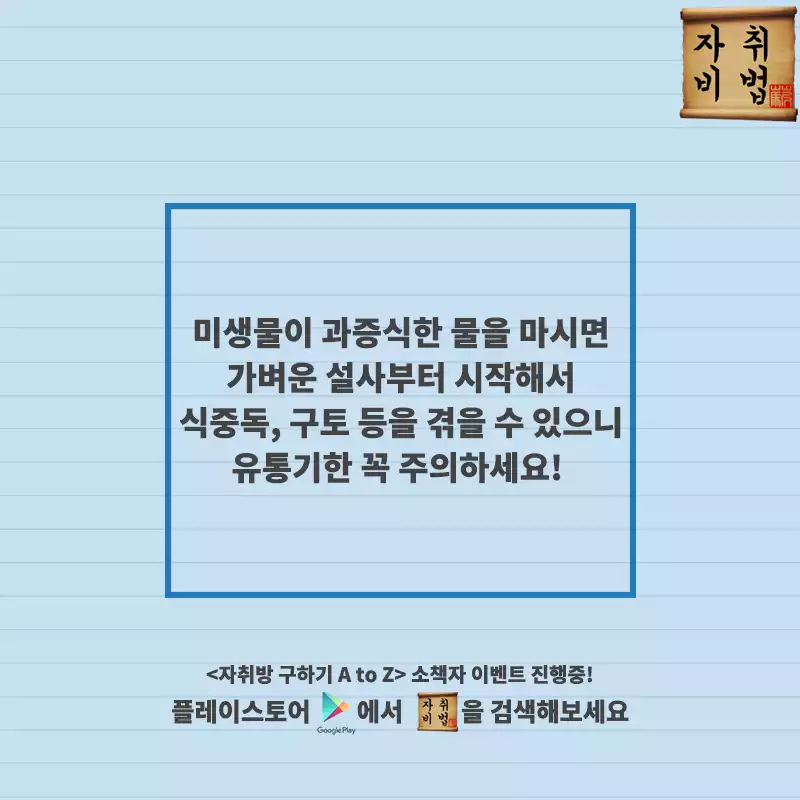 자취
비법
미생물이 과증식한 물을 마시면
가벼운 설사부터 시작해서
식중독, 구토 등을 겪을 수 있으니
유통기한 꼭 주의하세요!
<자취방 구하기 A to Z> 소책자 이벤트 진행중!
플레이스토어 Google Play 에서 자취비법 을 검색해보세요